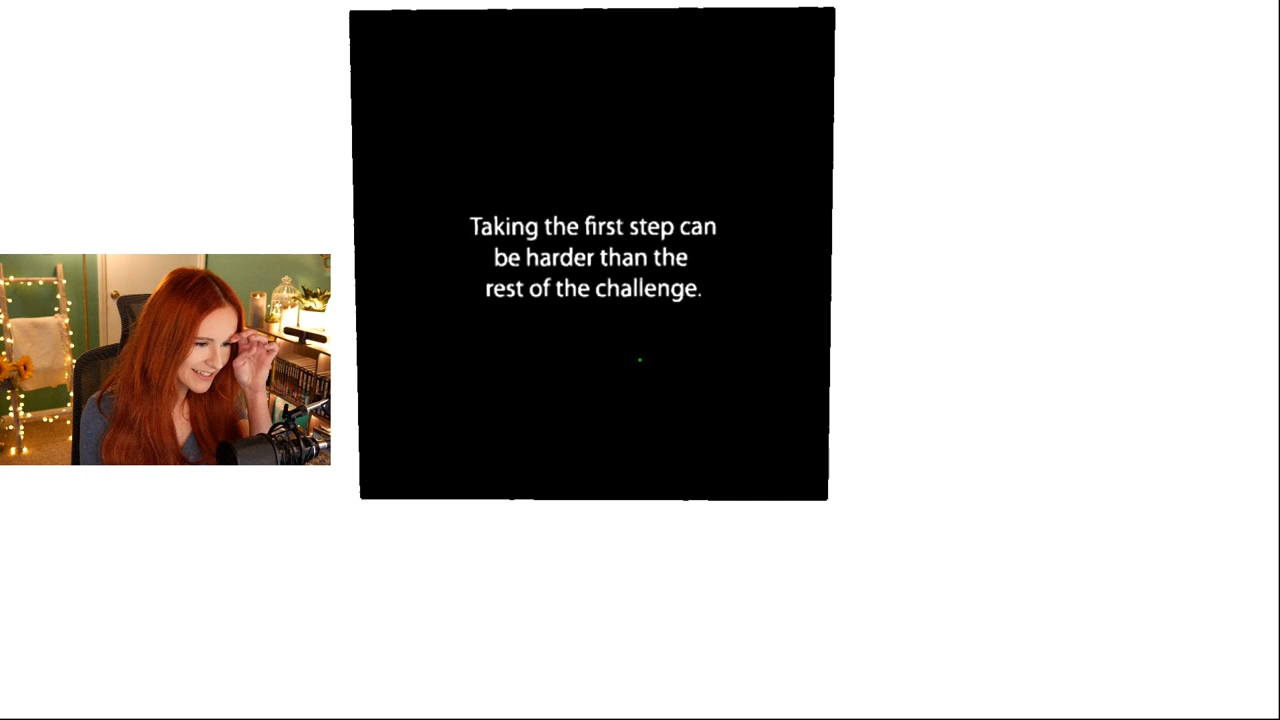 Taking the first step can
be harder than the
rest of the challenge.